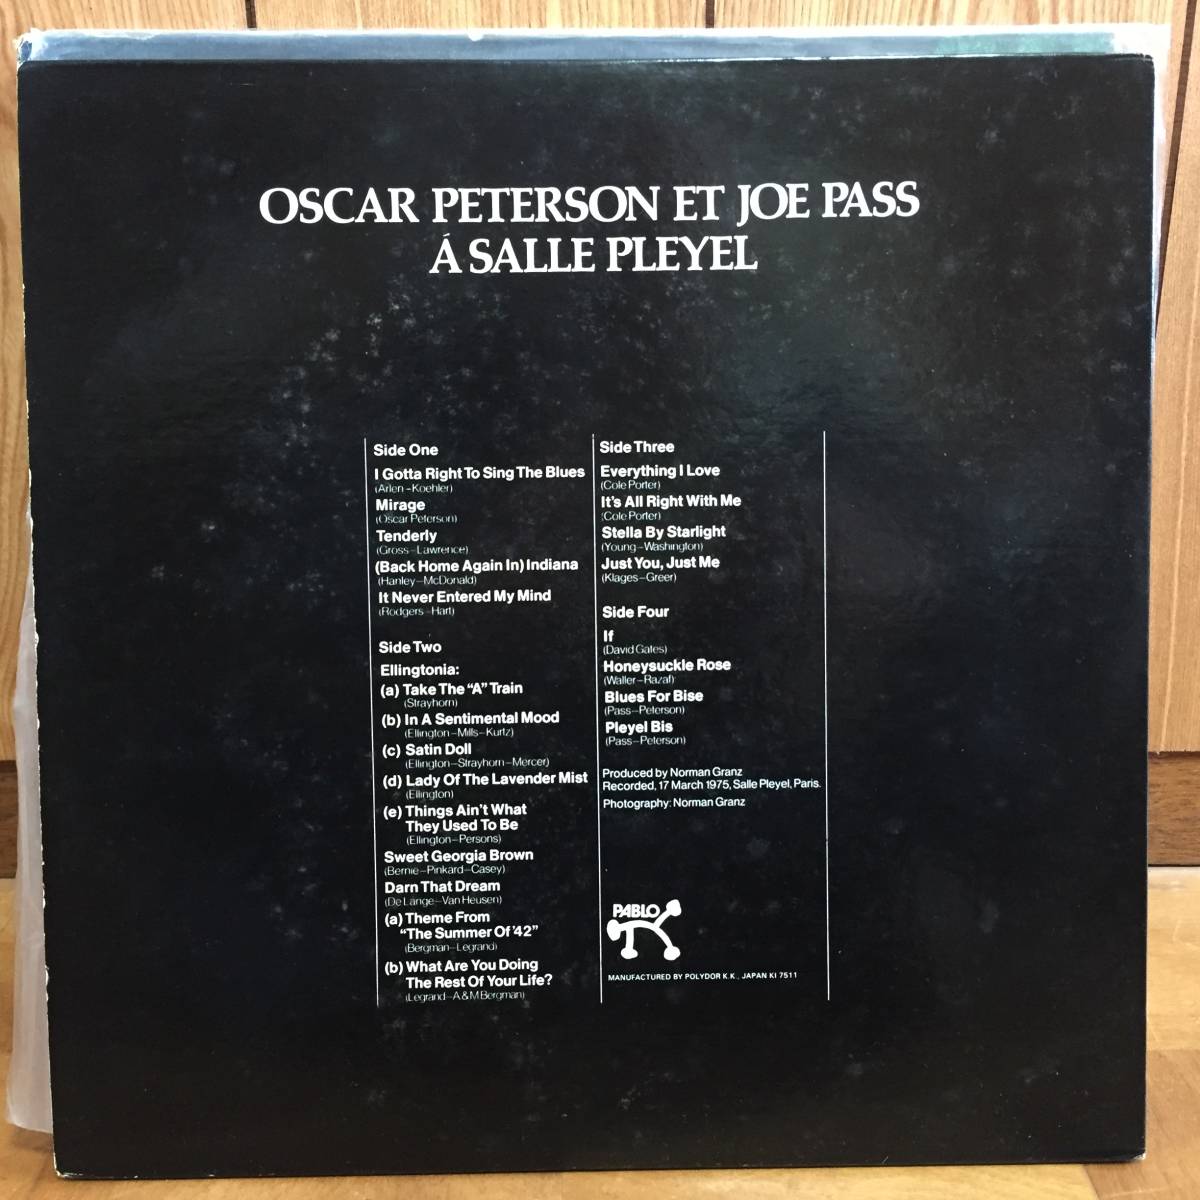 OSCAR PETERSON ET JOE PASS
Á SALLE PLEYEL
Side One
I Gotta Right To Sing The Blues
(Arlen-Koehler)
Mirage
(Oscar Peterson)
Tenderly
(Gross-Lawrence)
(Back Home Again In) Indiana
(Hanley-McDonald)
It Never Entered My Mind
(Rodgers-Hart)
Side Two
Ellingtonia:
(a) Take The “A” Train
(Strayhorn)
(b) In A Sentimental Mood
(Ellington-Mills-Kurtz)
(c) Satin Doll
(Ellington-Strayhorn-Mercer)
(d) Lady Of The Lavender Mist
(Ellington)
(e) Things Ain't What
They Used To Be
(Ellington-Persons)
Sweet Georgia Brown
(Bernie-Pinkard-Casey)
Darn That Dream
(De Lange-Van Heusen)
(a) Theme From
“The Summer Of '42”
(Bergman-Legrand)
(b) What Are You Doing
The Rest Of Your Life?
(Legrand-A&M Bergman)
Side Three
Everything I Love
(Cole Porter)
It's All Right With Me
(Cole Porter)
Stella By Starlight
(Young-Washington)
Just You, Just Me
(Klages-Greer)
Side Four
If
(David Gates)
Honeysuckle Rose
(Waller-Razaf)
Blues For Bise
(Pass-Peterson)
Pleyel Bis
(Pass-Peterson)
Produced by Norman Granz
Recorded, 17 March 1975, Salle Pleyel, Paris.
Photography: Norman Granz
PABLO
MANUFACTURED BY POLYDOR K.K., JAPAN KI 7511